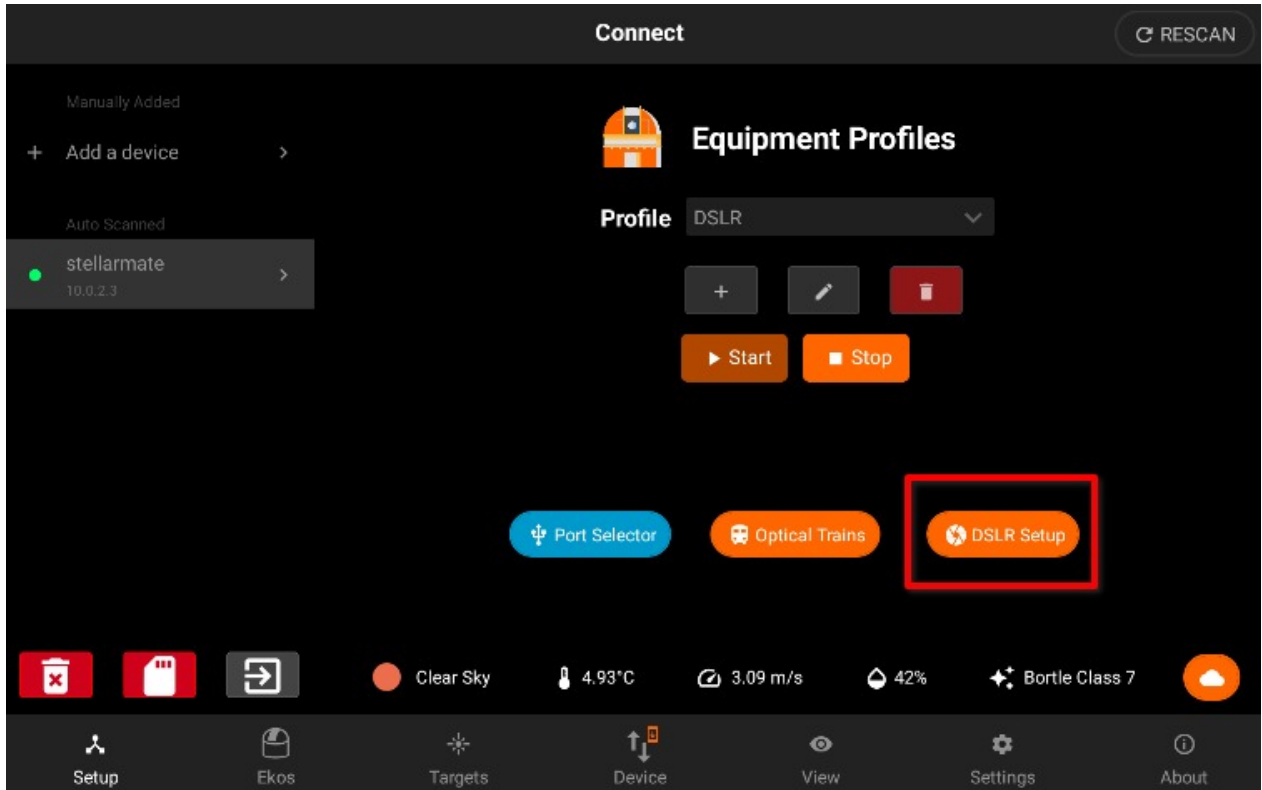 Connect
RESCAN
Manually Added
+ Add a device
Auto Scanned
stellarmate
10.0.2.3
Equipment Profiles
Profile DSLR
+
Start Stop
Port Selector Optical Trains DSLR Setup
Clear Sky 4.93°C 3.09 m/s 42% Bortle Class 7
Setup Ekos Targets Device View Settings About